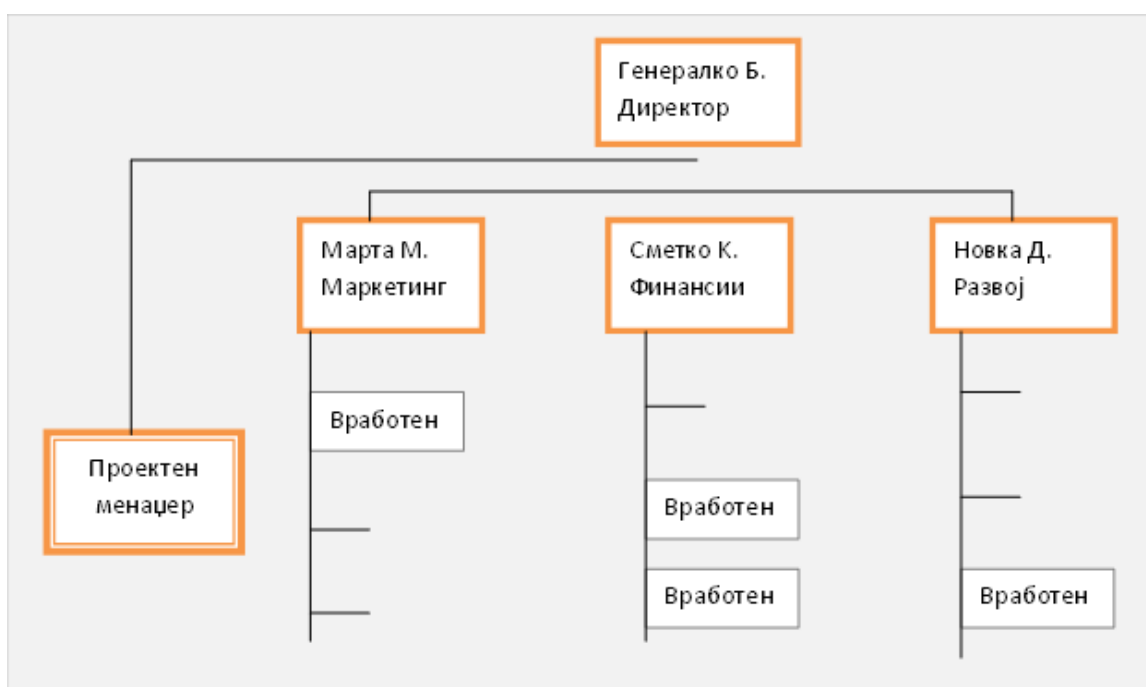 Генералко Б.
Директор
Марта М.
Маркетинг
Сметко К.
Финансии
Новка Д.
Развој
Вработен
Проектен
менаџер
Вработен
Вработен
Вработен